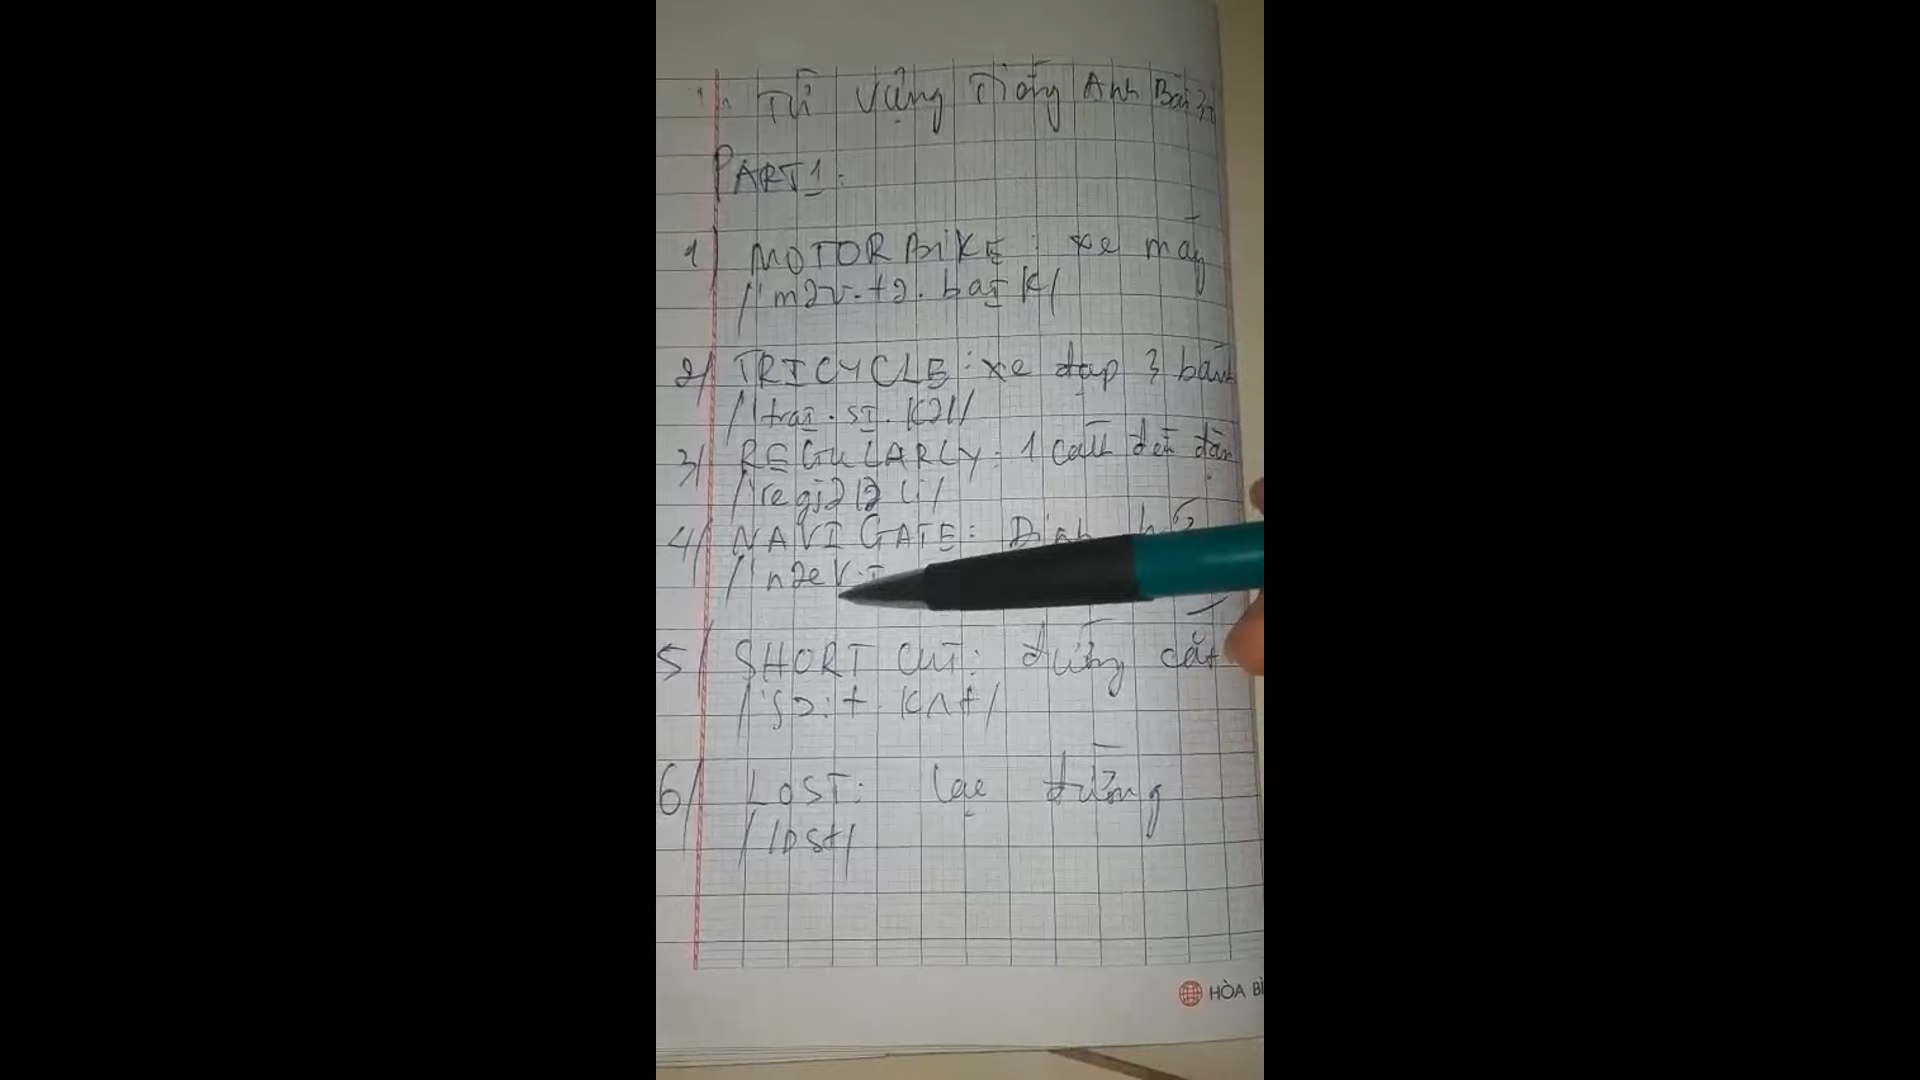 Từ Vựng Tiếng Anh Bài
PART 1:
1) MOTORBIKE: xe máy
/ˈməʊ.tə.baɪk/
2/ TRICYCLE: xe đạp 3 bánh
/ˈtraɪ.sɪ.kəl/
3/ REGULARLY: 1 cách đều đặn
/ˈregjələli/
4/ NAVIGATE: Định
5/ SHORT CUT: đường cắt
/ˈʃɔːt.kʌt/
6/ LOST: lạc đường
/lɒst/
HÒA BÌ